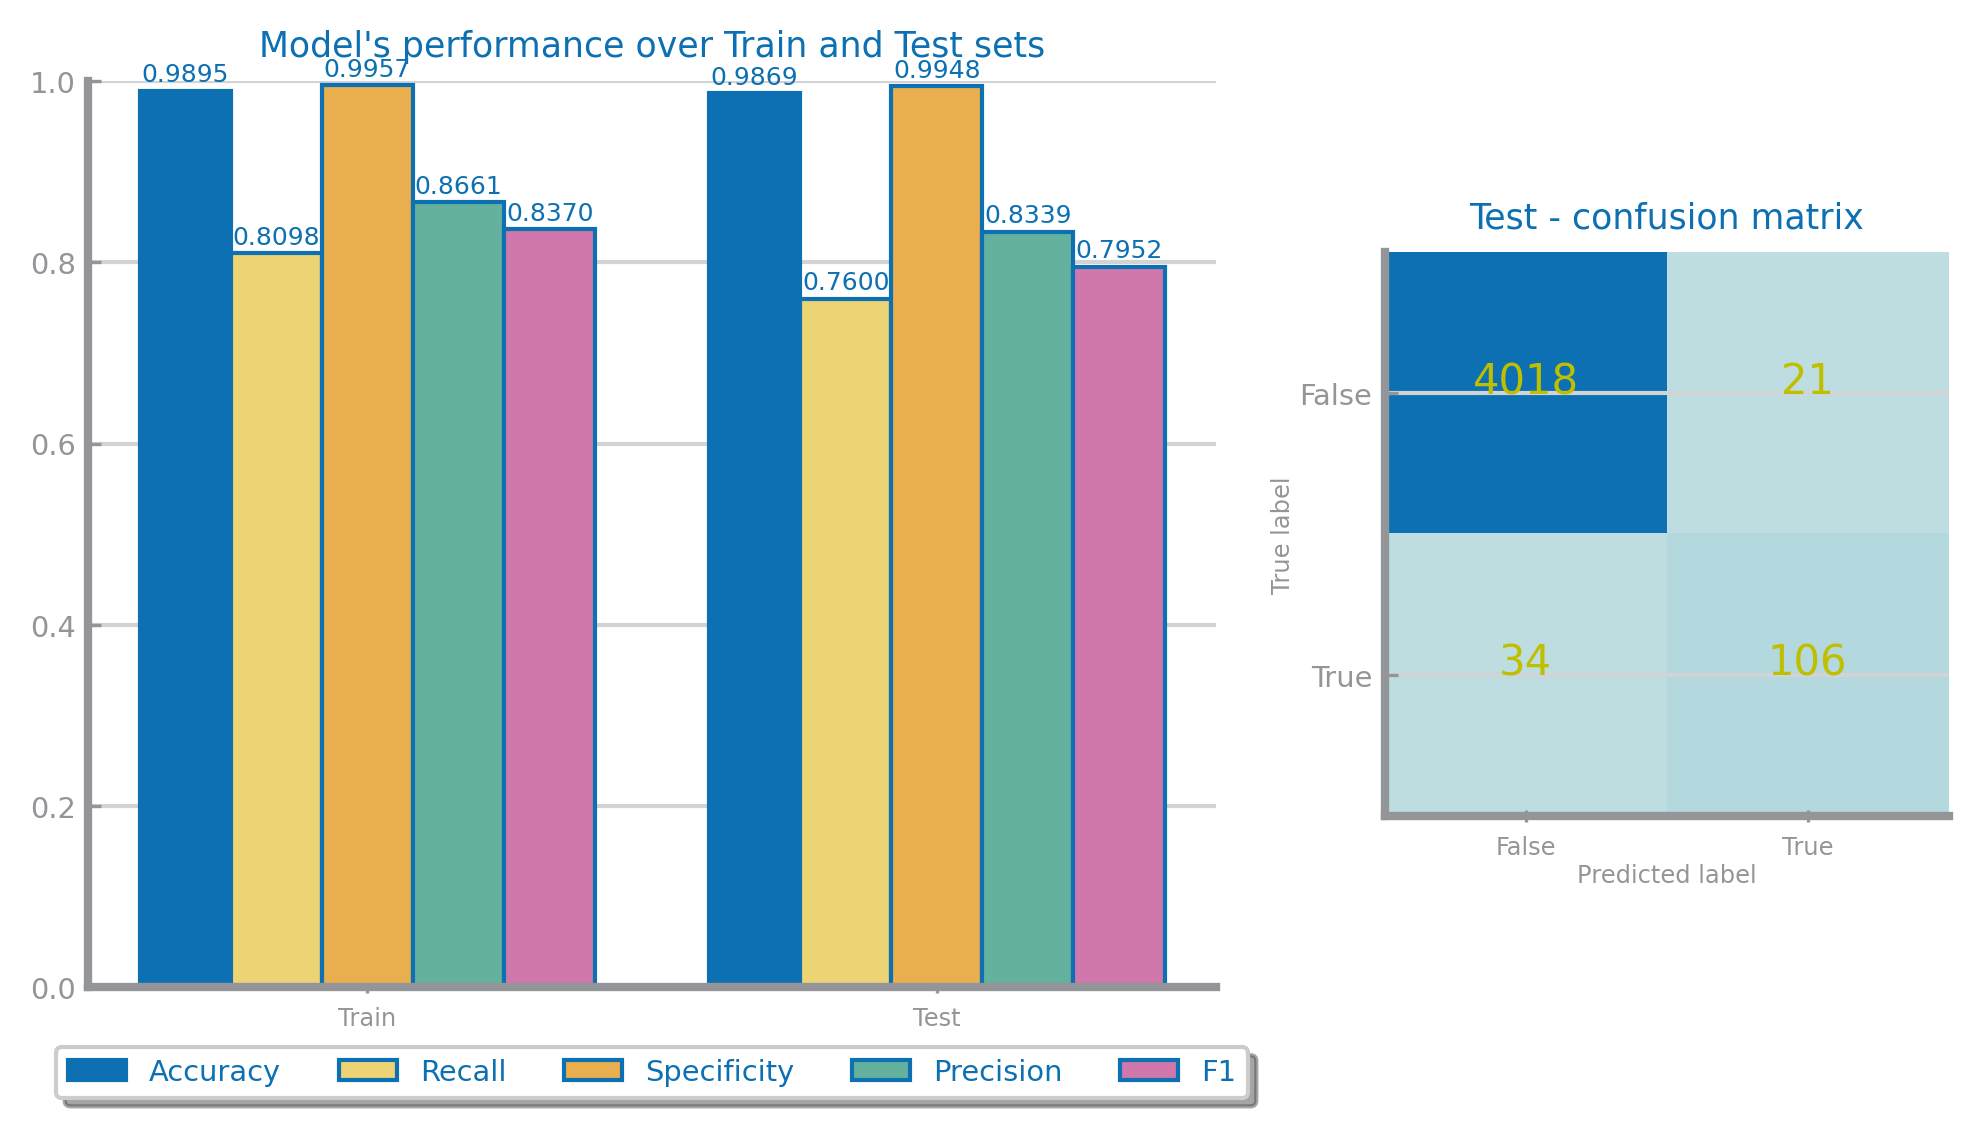 Model's performance over Train and Test sets
1.0
0.8
0.6
0.4
0.2
0.0
0.9895
0.8098
0.9957
0.8661
0.8370
0.9869
0.7600
0.9948
0.8339
0.7952
Train
Test
Accuracy Recall Specificity Precision F1
Test - confusion matrix
True label
False
4018 21
True
34 106
False True
Predicted label